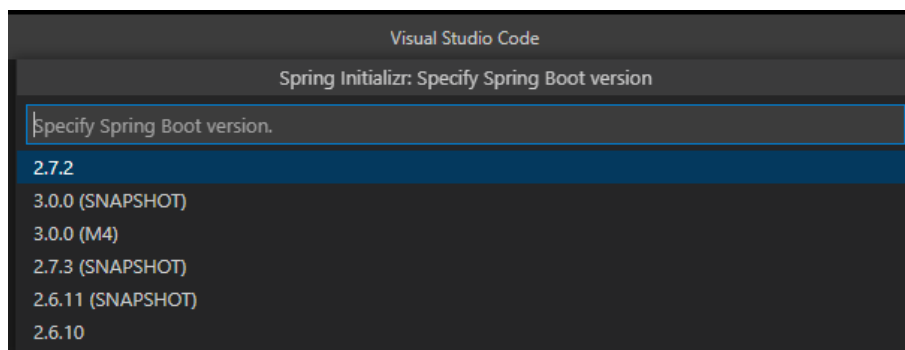 Visual Studio Code
Spring Initializr: Specify Spring Boot version
Specify Spring Boot version.
2.7.2
3.0.0 (SNAPSHOT)
3.0.0 (M4)
2.7.3 (SNAPSHOT)
2.6.11 (SNAPSHOT)
2.6.10